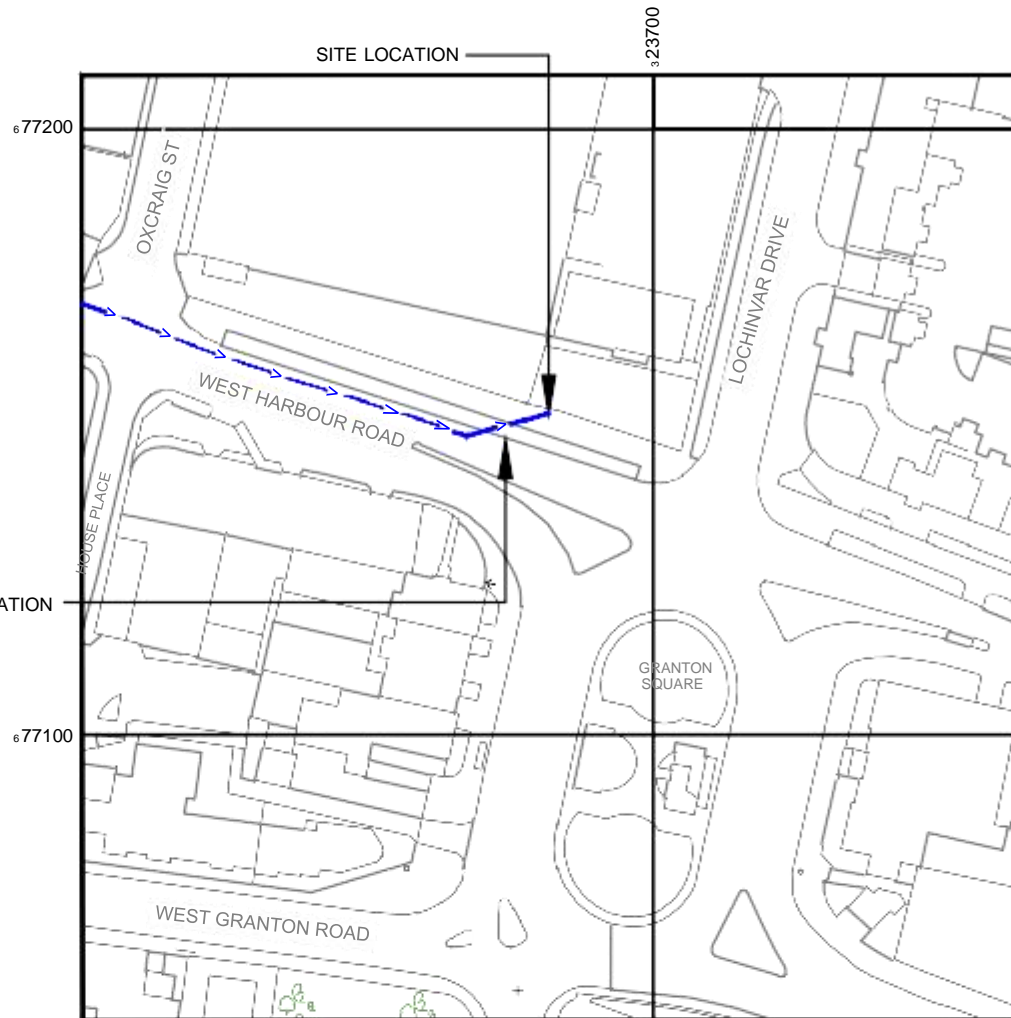 SITE LOCATION
323700
677200
OXCRAIG ST
LOCHINVAR DRIVE
WEST HARBOUR ROAD
HOUSE PLACE
ATION
GRANTON
SQUARE
677100
WEST GRANTON ROAD